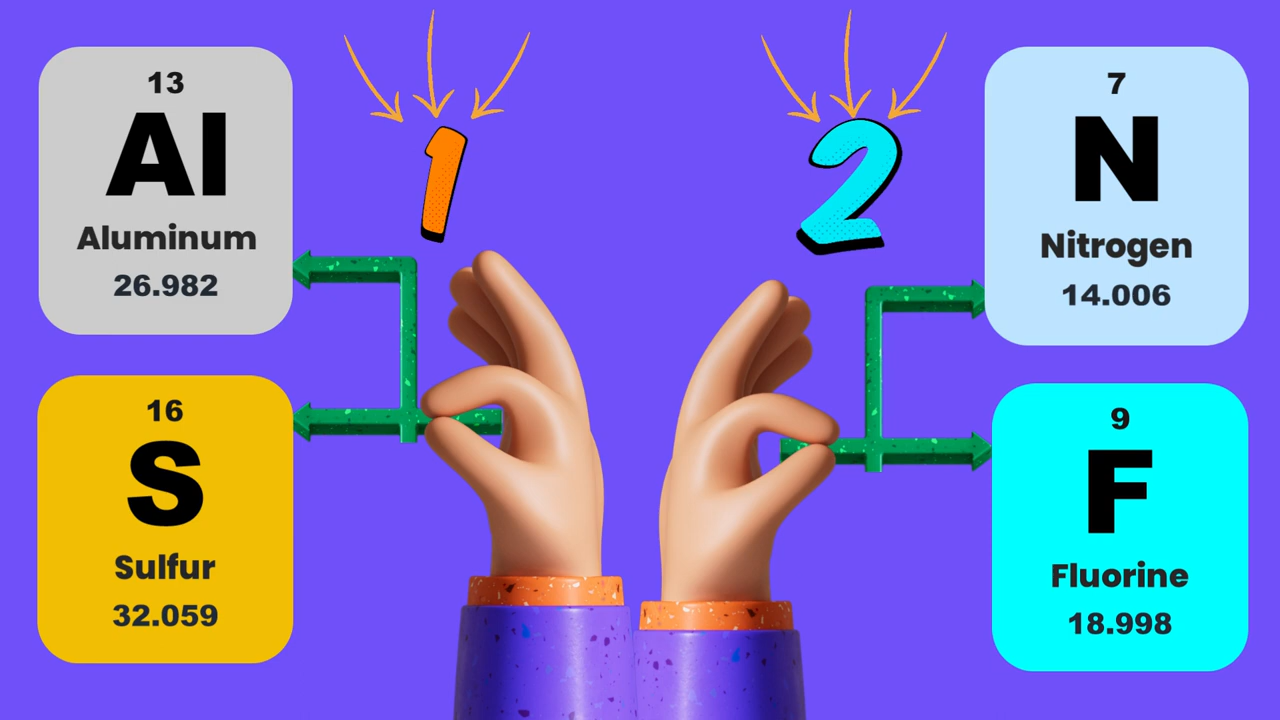 13
Al
Aluminum
26.982
16
S
Sulfur
32.059
1
2
7
N
Nitrogen
14.006
9
F
Fluorine
18.998